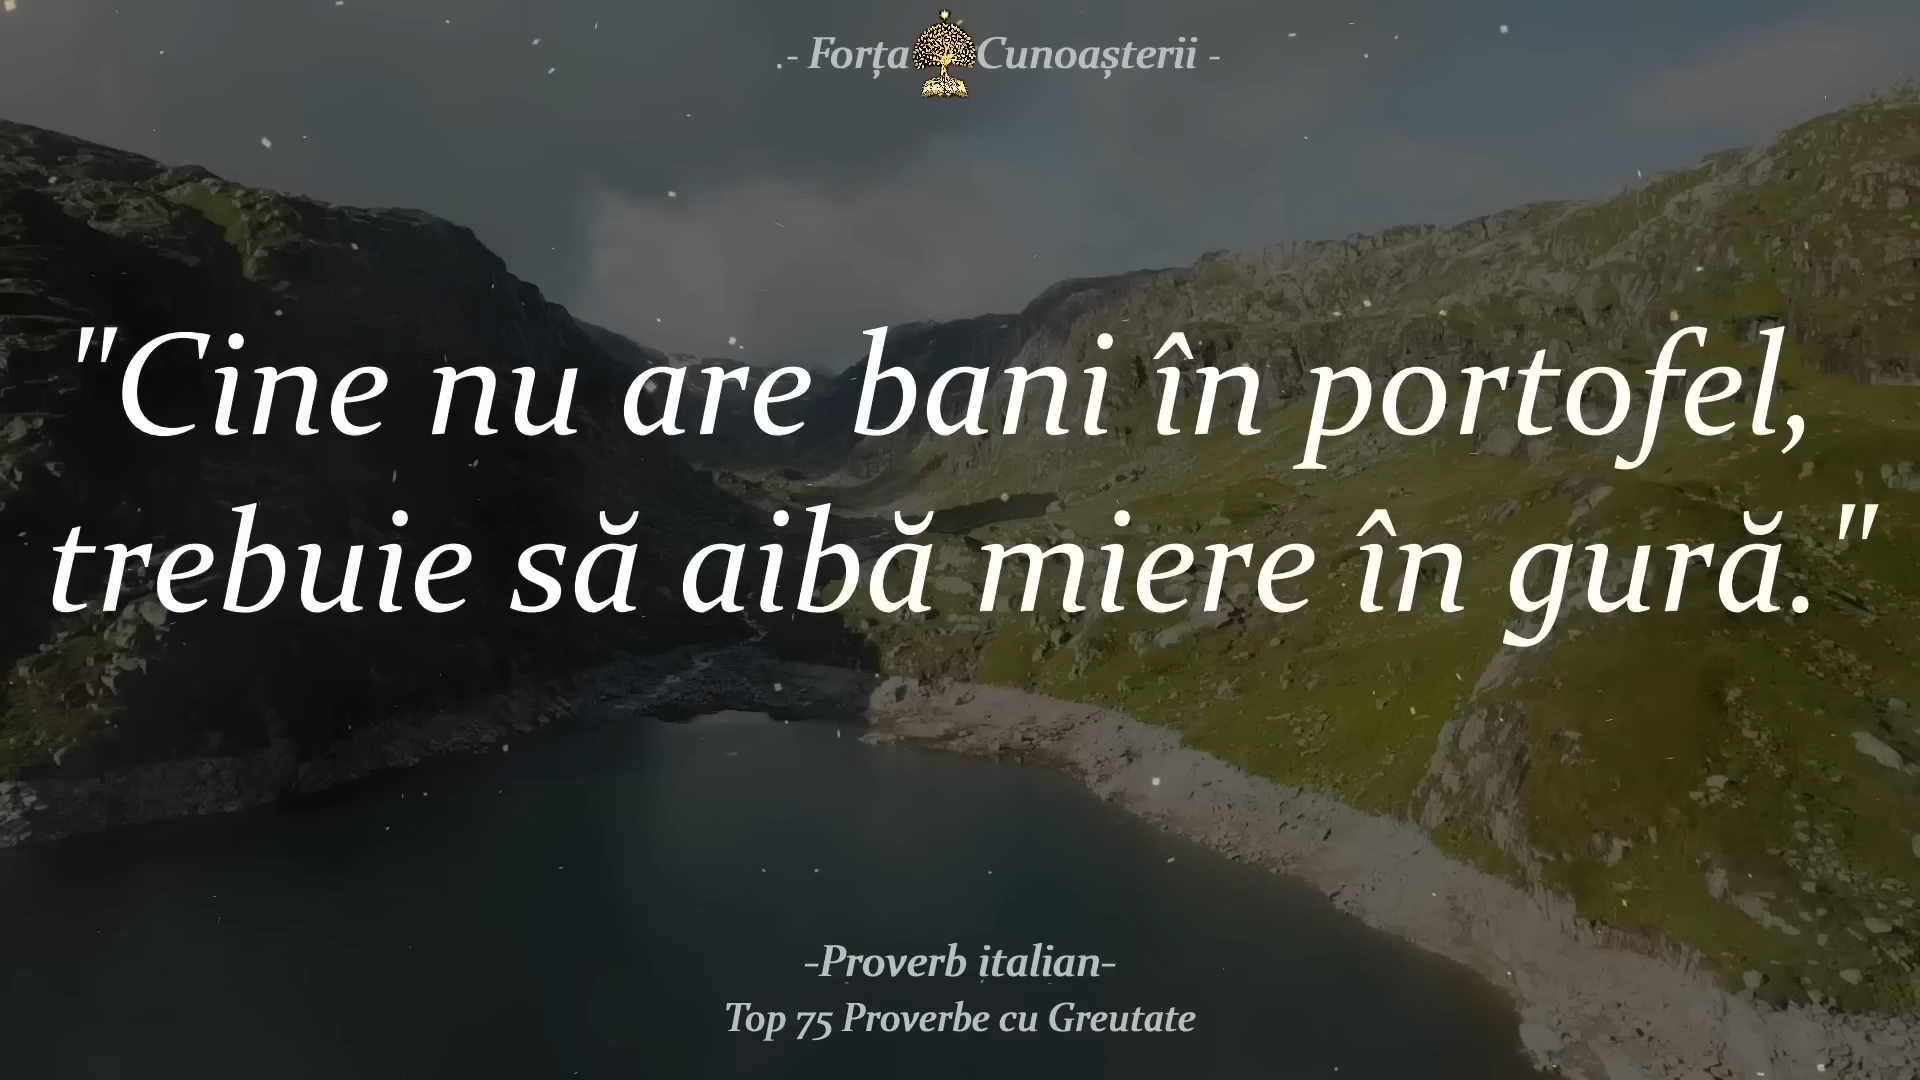 .- Forța Cunoașterii -
"Cine nu are bani în portofel,
trebuie să aibă miere în gură."
-Proverb italian-
Top 75 Proverbe cu Greutate